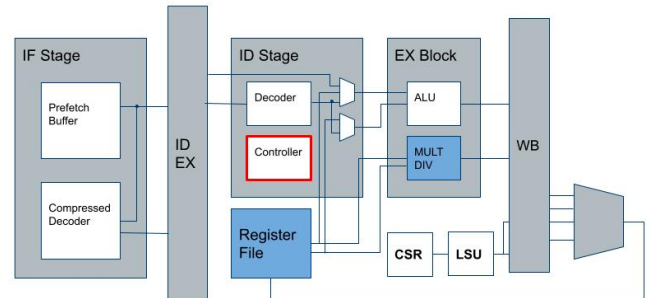 IF Stage
Prefetch
Buffer
Compressed
Decoder
ID
EX
ID Stage
Decoder
Controller
Register
File
EX Block
ALU
MULT
DIV
CSR
LSU
WB